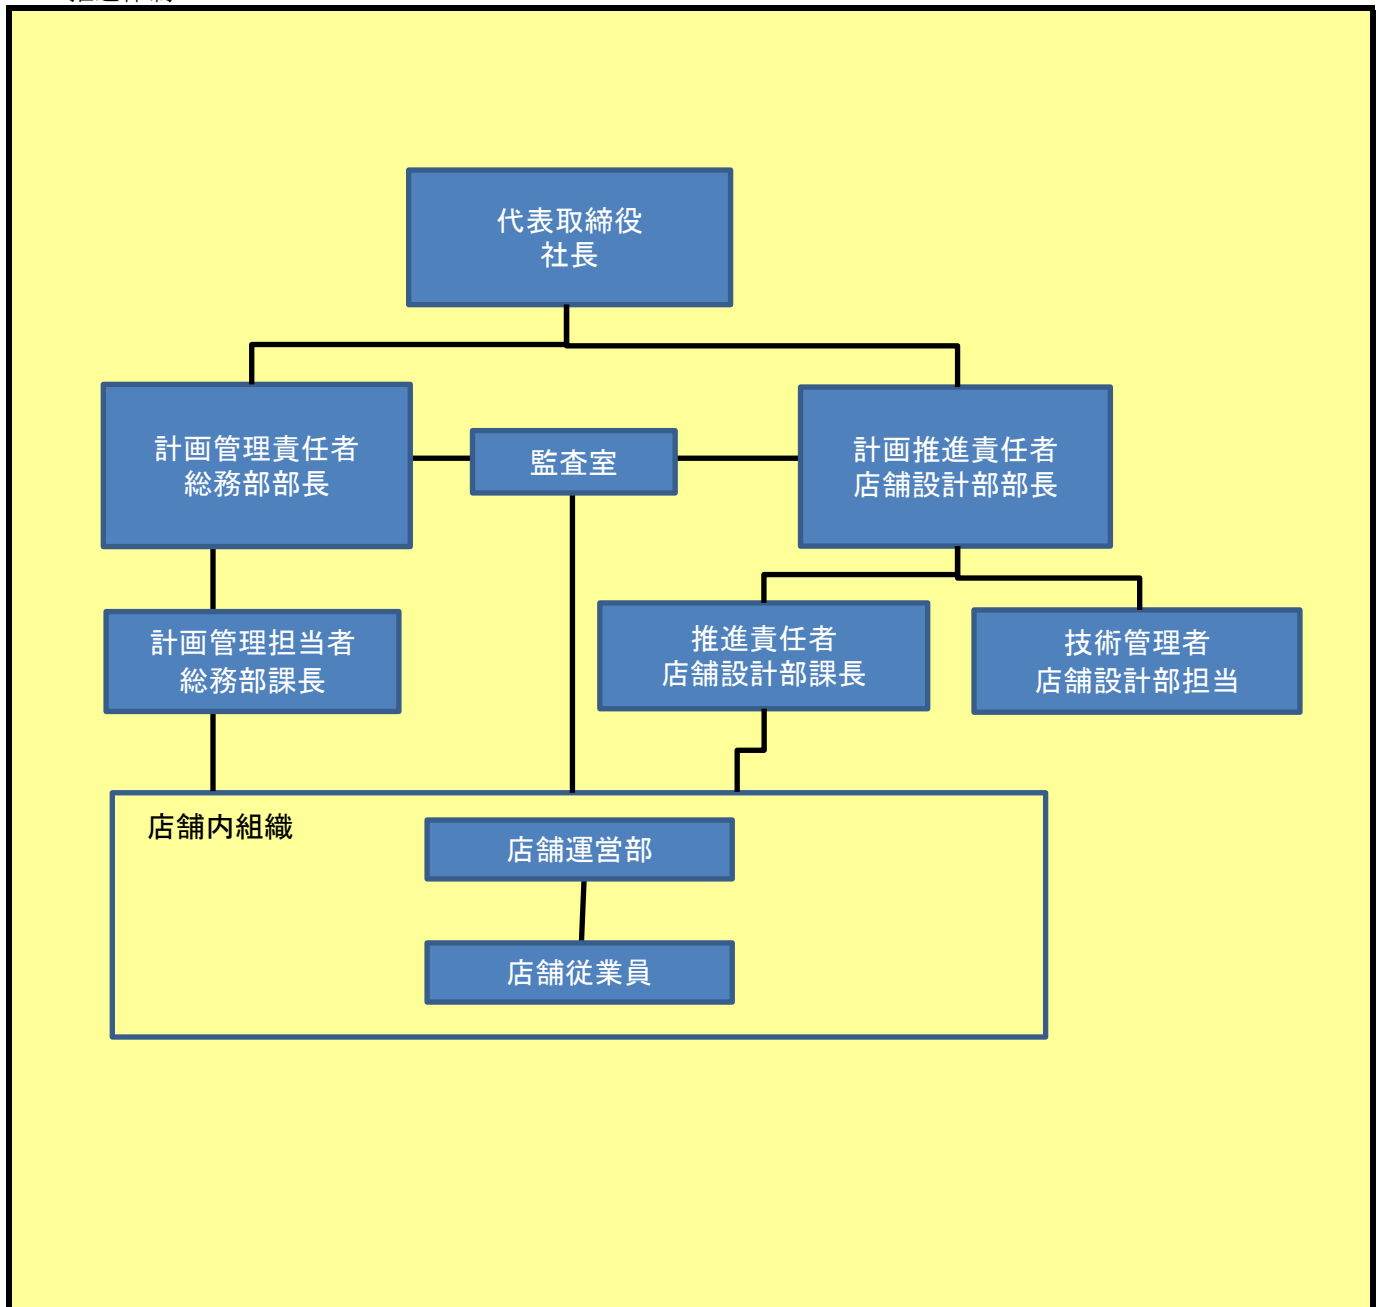 代表取締役
社長
計画管理責任者
総務部部長
監査室
計画推進責任者
店舗設計部部長
計画管理担当者
総務部課長
推進責任者
店舗設計部課長
技術管理者
店舗設計部担当
店舗内組織
店舗運営部
店舗従業員